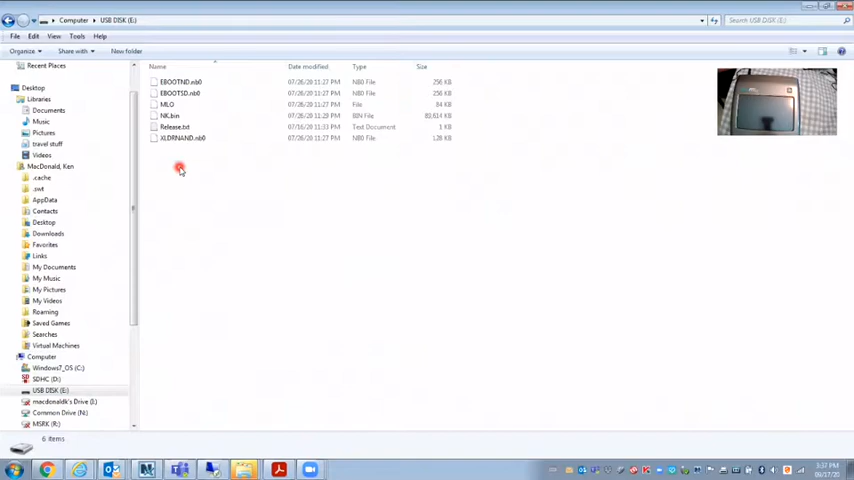 Computer ▸ USB DISK (E:)
Search USB DISK (E:)
File Edit View Tools Help
Organize Share with New folder
Name Date modified Type Size
Recent Places
Desktop
Libraries
Documents
Music
Pictures
travel stuff
Videos
MacDonald, Ken
.cache
.swt
AppData
Contacts
Desktop
Downloads
Favorites
Links
My Documents
My Music
My Pictures
My Videos
Roaming
Saved Games
Searches
Virtual Machines
Computer
Windows7_OS (C:)
SDHC (D:)
USB DISK (E:)
macdonaldk's Drive (I:)
Common Drive (N:)
MSRK (R:)
EBOOTND.nb0 07/26/20 11:27 PM NB0 File 256 KB
EBOOTSD.nb0 07/26/20 11:27 PM NB0 File 256 KB
MLO 07/26/20 11:27 PM File 84 KB
NK.bin 07/26/20 11:27 PM BIN File
Release.txt 07/16/20 11:33 PM Text Document 1 KB
XLDRNAND.nb0 07/26/20 11:27 PM NB0 File 128 KB
6 items
3:37 PM